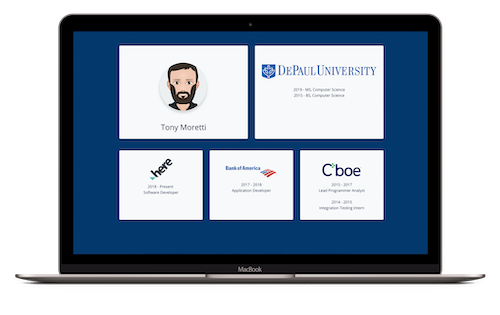 Tony Moretti
DEPAUL UNIVERSITY
2019 - MS, Computer Science
2015 - BS, Computer Science
here
2018 - Present
Software Developer
Bank of America
2017 - 2018
Application Developer
Cboe
2015 - 2017
Lead Programmer Analyst
2014 - 2015
Integration Testing Intern
MacBook